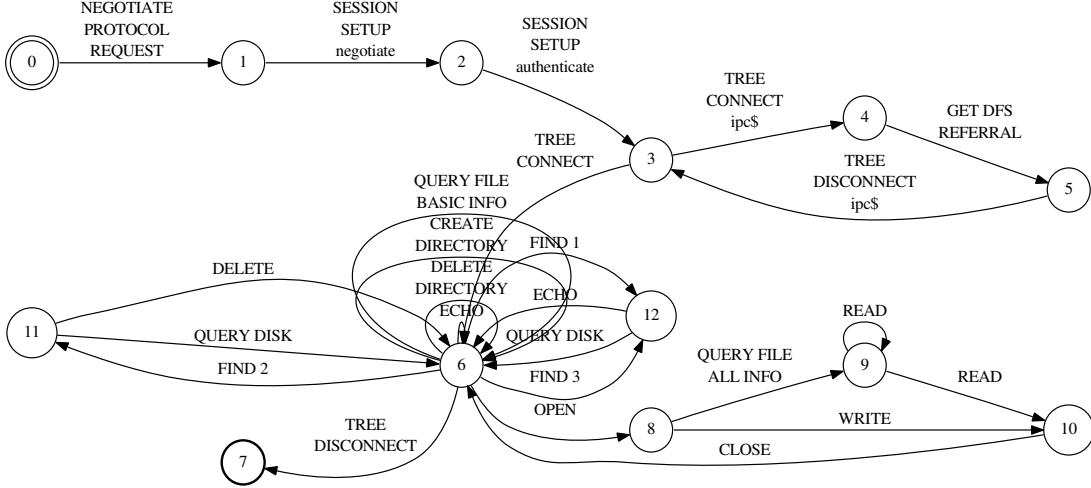 NEGOTIATE
PROTOCOL
REQUEST
SESSION
SETUP
negotiate
SESSION
SETUP
authenticate
0
1
2
TREE
CONNECT
ipc$
4
GET DFS
REFERRAL
TREE
CONNECT
3
TREE
DISCONNECT
ipc$
5
QUERY FILE
BASIC INFO
CREATE
DIRECTORY
DELETE
DIRECTORY
ECHO
FIND 1
DELETE
ECHO
12
11
QUERY DISK
QUERY DISK
READ
FIND 2
6
FIND 3
QUERY FILE
ALL INFO
9
READ
OPEN
TREE
DISCONNECT
8
WRITE
10
CLOSE
7